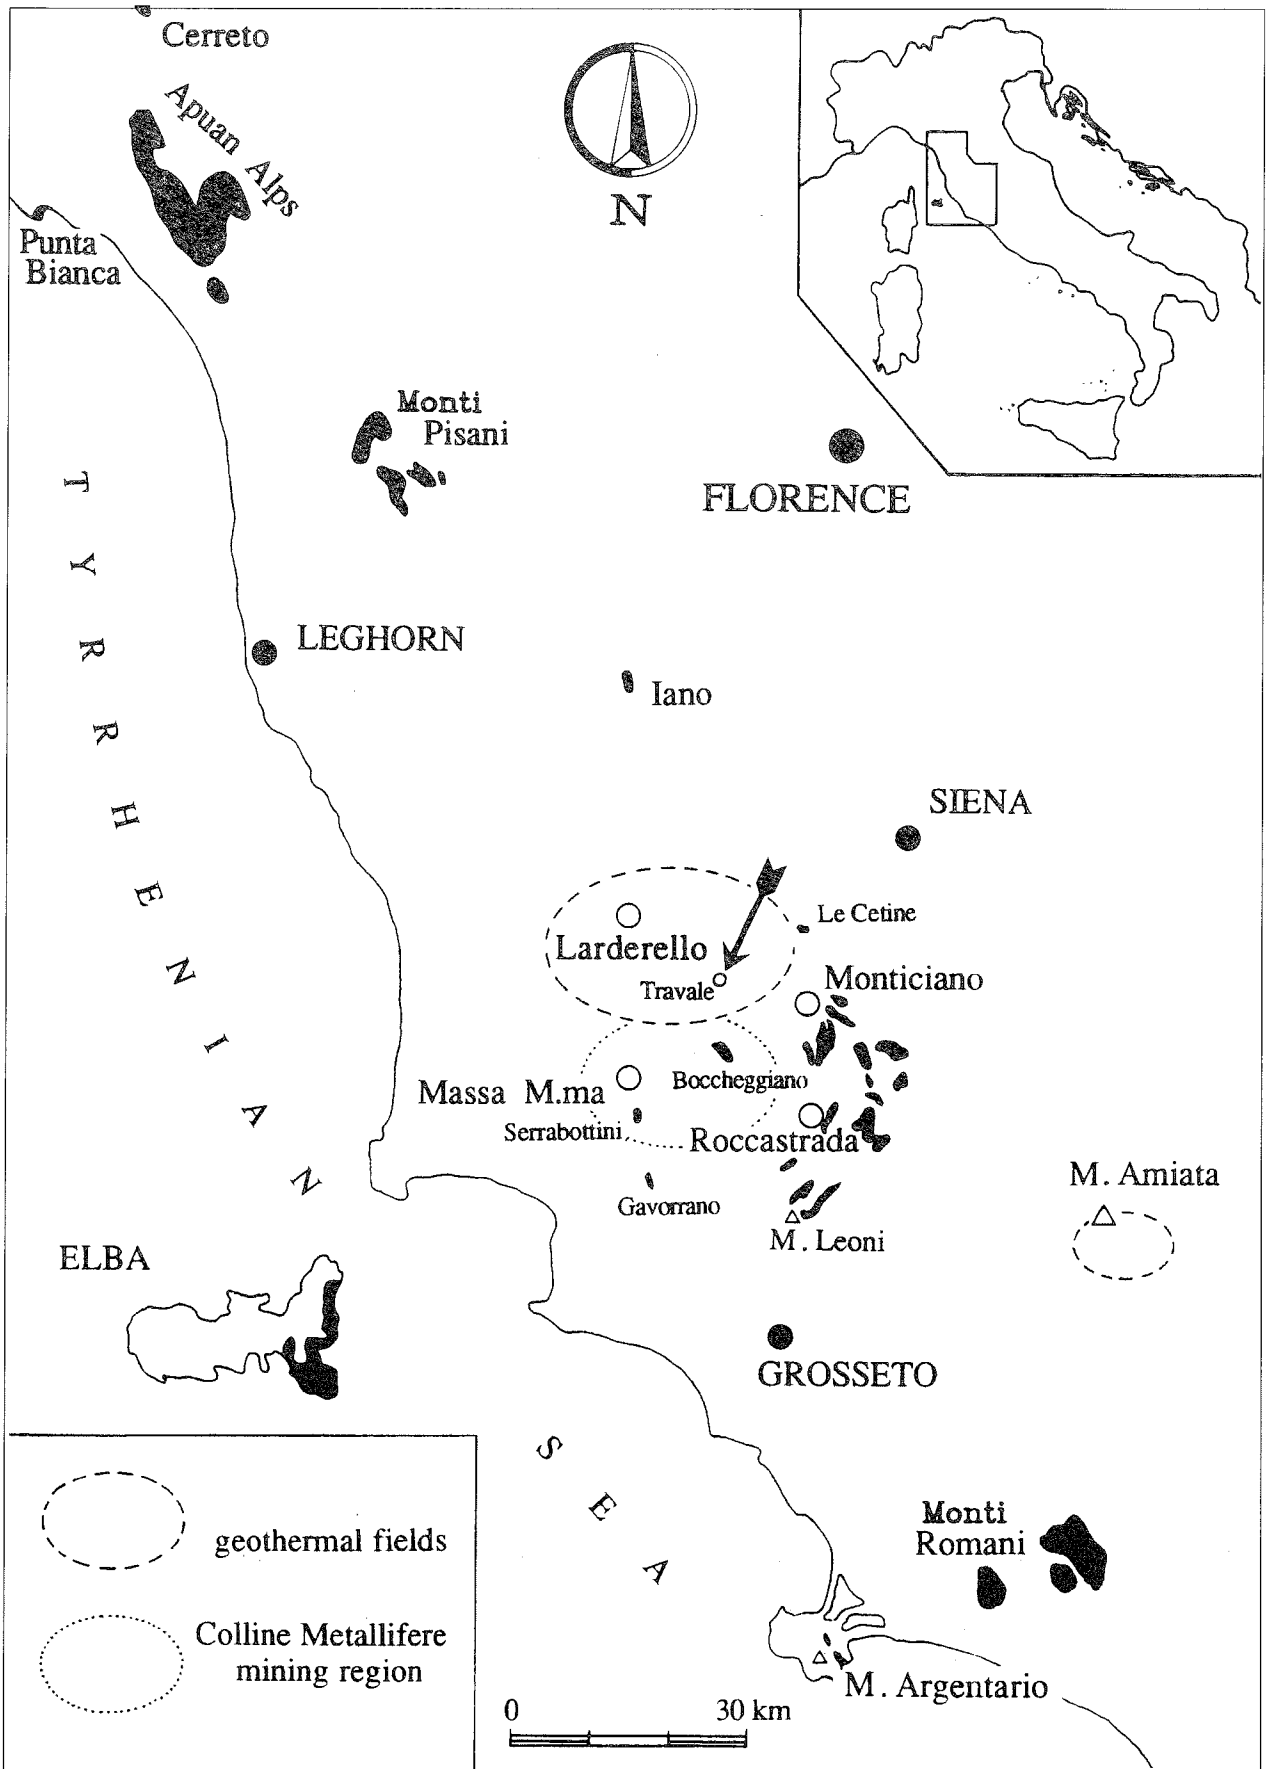 Cerreto
Apuan Alps
N
Punta
Bianca
Monti
Pisani
FLORENCE
TYRRHENIAN
LEGHORN
Iano
SIENA
Le Cetine
Larderello
Travale
Monticiano
Boccheggiano
Massa M.ma
Serrabottini
Roccastrada
M. Amiata
Gavorrano
M. Leoni
ELBA
GROSSETO
SEA
geothermal fields
Monti
Romani
Colline Metallifere
mining region
M. Argentario
0 30 km